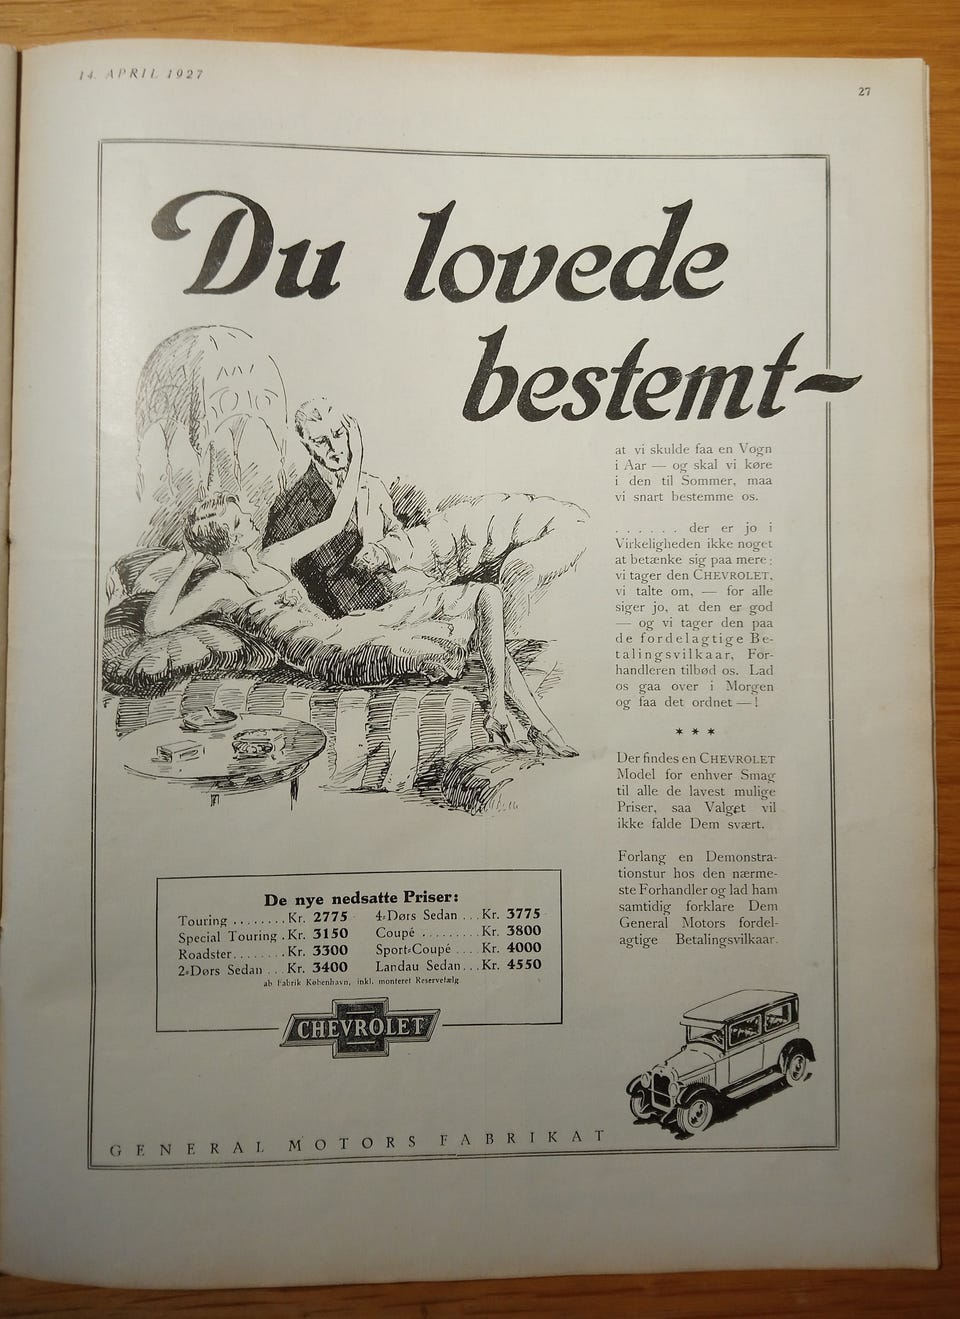 14. APRIL 1927
27
Du lovede
bestemt~
at vi skulde faa en Vogn
i Aar — og skal vi køre
i den til Sommer, maa
vi snart bestemme os.
. . . . . . der er jo i
Virkeligheden ikke noget
at betænke sig paa mere;
vi tager den CHEVROLET,
vi talte om, — for alle
siger jo, at den er god
— og vi tager den paa
de fordelagtige Be-
talingsvilkaar, For-
handleren tilbød os. Lad
os gaa over i Morgen
og faa det ordnet —!
★ ★ ★
Der findes en CHEVROLET
Model for enhver Smag
til alle de lavest mulige
Priser, saa Valget vil
ikke falde Dem svært.
Forlang en Demonstra-
tionstur hos den nærme-
ste Forhandler og lad ham
samtidig forklare Dem
General Motors fordel-
agtige Betalingsvilkaar.
De nye nedsatte Priser:
Touring ........ Kr. 2775
Special Touring . Kr. 3150
Roadster ........ Kr. 3300
2-Dørs Sedan ... Kr. 3400
4-Dørs Sedan ... Kr. 3775
Coupé ......... Kr. 3800
Sport-Coupé .... Kr. 4000
Landau Sedan ... Kr. 4550
ab Fabrik København, inkl. monteret Reservefælg
CHEVROLET
GENERAL MOTORS FABRIKAT